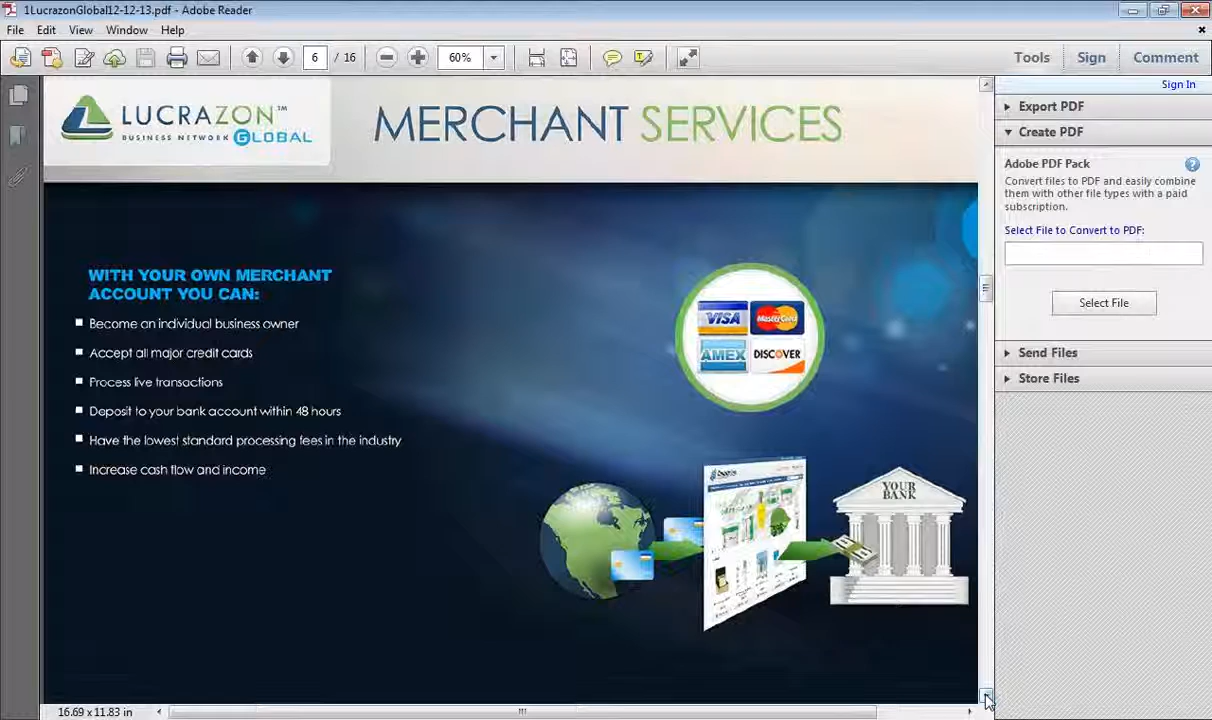 1LucrazonGlobal12-12-13.pdf - Adobe Reader
File Edit View Window Help
6 / 16 60% Tools Sign Comment
Sign In
LUCRAZON™
BUSINESS NETWORK GLOBAL
MERCHANT SERVICES
WITH YOUR OWN MERCHANT
ACCOUNT YOU CAN:
Become an individual business owner
Accept all major credit cards
Process live transactions
Deposit to your bank account within 48 hours
Have the lowest standard processing fees in the industry
Increase cash flow and income
VISA MasterCard
AMEX DISCOVER
YOUR
BANK
Export PDF
Create PDF
Adobe PDF Pack
Convert files to PDF and easily combine
them with other file types with a paid
subscription.
Select File to Convert to PDF:
Select File
Send Files
Store Files
16.69 x 11.83 in